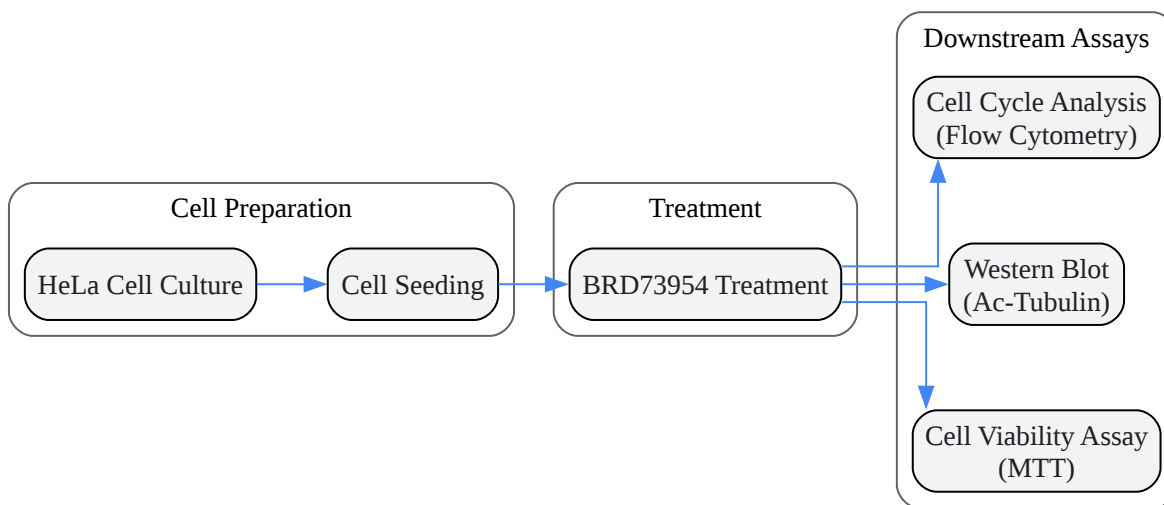 Cell Preparation
HeLa Cell Culture
Cell Seeding
Treatment
BRD73954 Treatment
Downstream Assays
Cell Cycle Analysis
(Flow Cytometry)
Western Blot
(Ac-Tubulin)
Cell Viability Assay
(MTT)